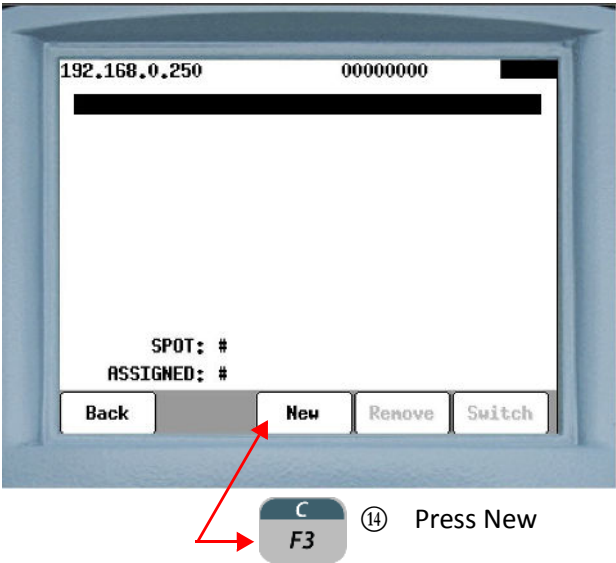 192.168.0.250 00000000
SPOT: #
ASSIGNED: #
Back New Remove Switch
C
F3
⑭ Press New